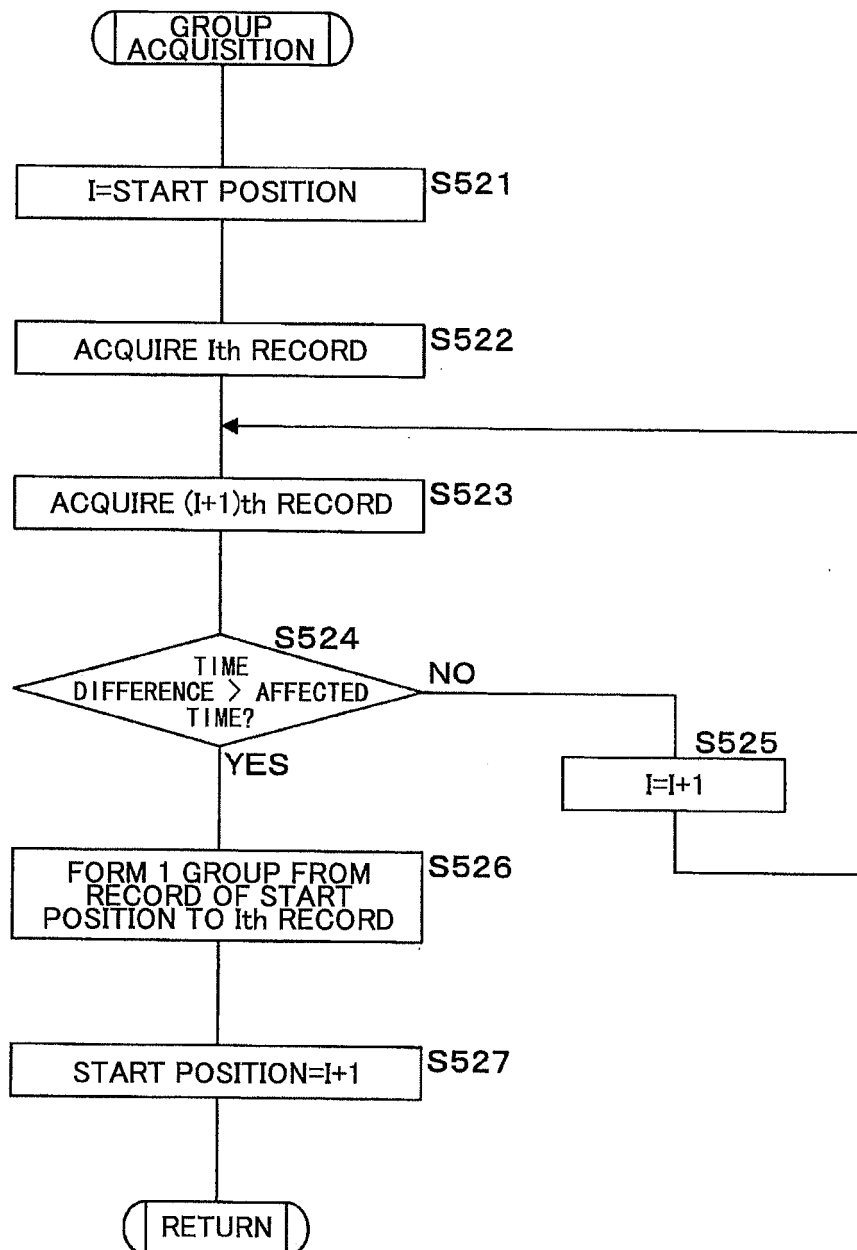 GROUP
ACQUISITION
I=START POSITION
S521
ACQUIRE Ith RECORD
S522
ACQUIRE (I+1)th RECORD
S523
S524
TIME
DIFFERENCE > AFFECTED
TIME?
NO
YES
S525
I=I+1
FORM 1 GROUP FROM
RECORD OF START
POSITION TO Ith RECORD
S526
START POSITION=I+1
S527
RETURN